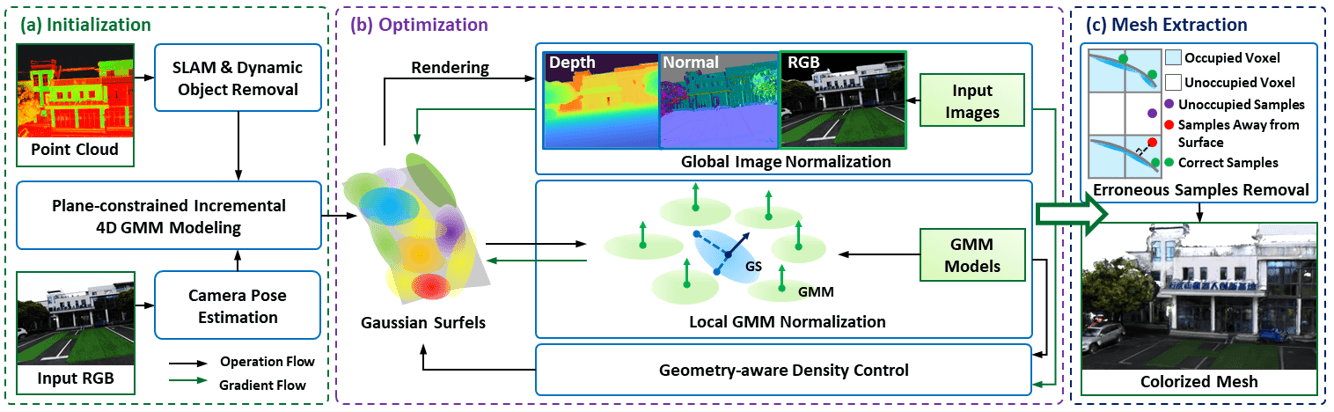 (a) Initialization
Point Cloud
SLAM & Dynamic
Object Removal
Plane-constrained Incremental
4D GMM Modeling
Input RGB
Camera Pose
Estimation
Operation Flow
Gradient Flow
(b) Optimization
Rendering
Depth
Normal
RGB
Input
Images
Global Image Normalization
Gaussian Surfels
GS
GMM
GMM
Models
Local GMM Normalization
Geometry-aware Density Control
(c) Mesh Extraction
Occupied Voxel
Unoccupied Voxel
Unoccupied Samples
Samples Away from
Surface
Correct Samples
Erroneous Samples Removal
Colorized Mesh